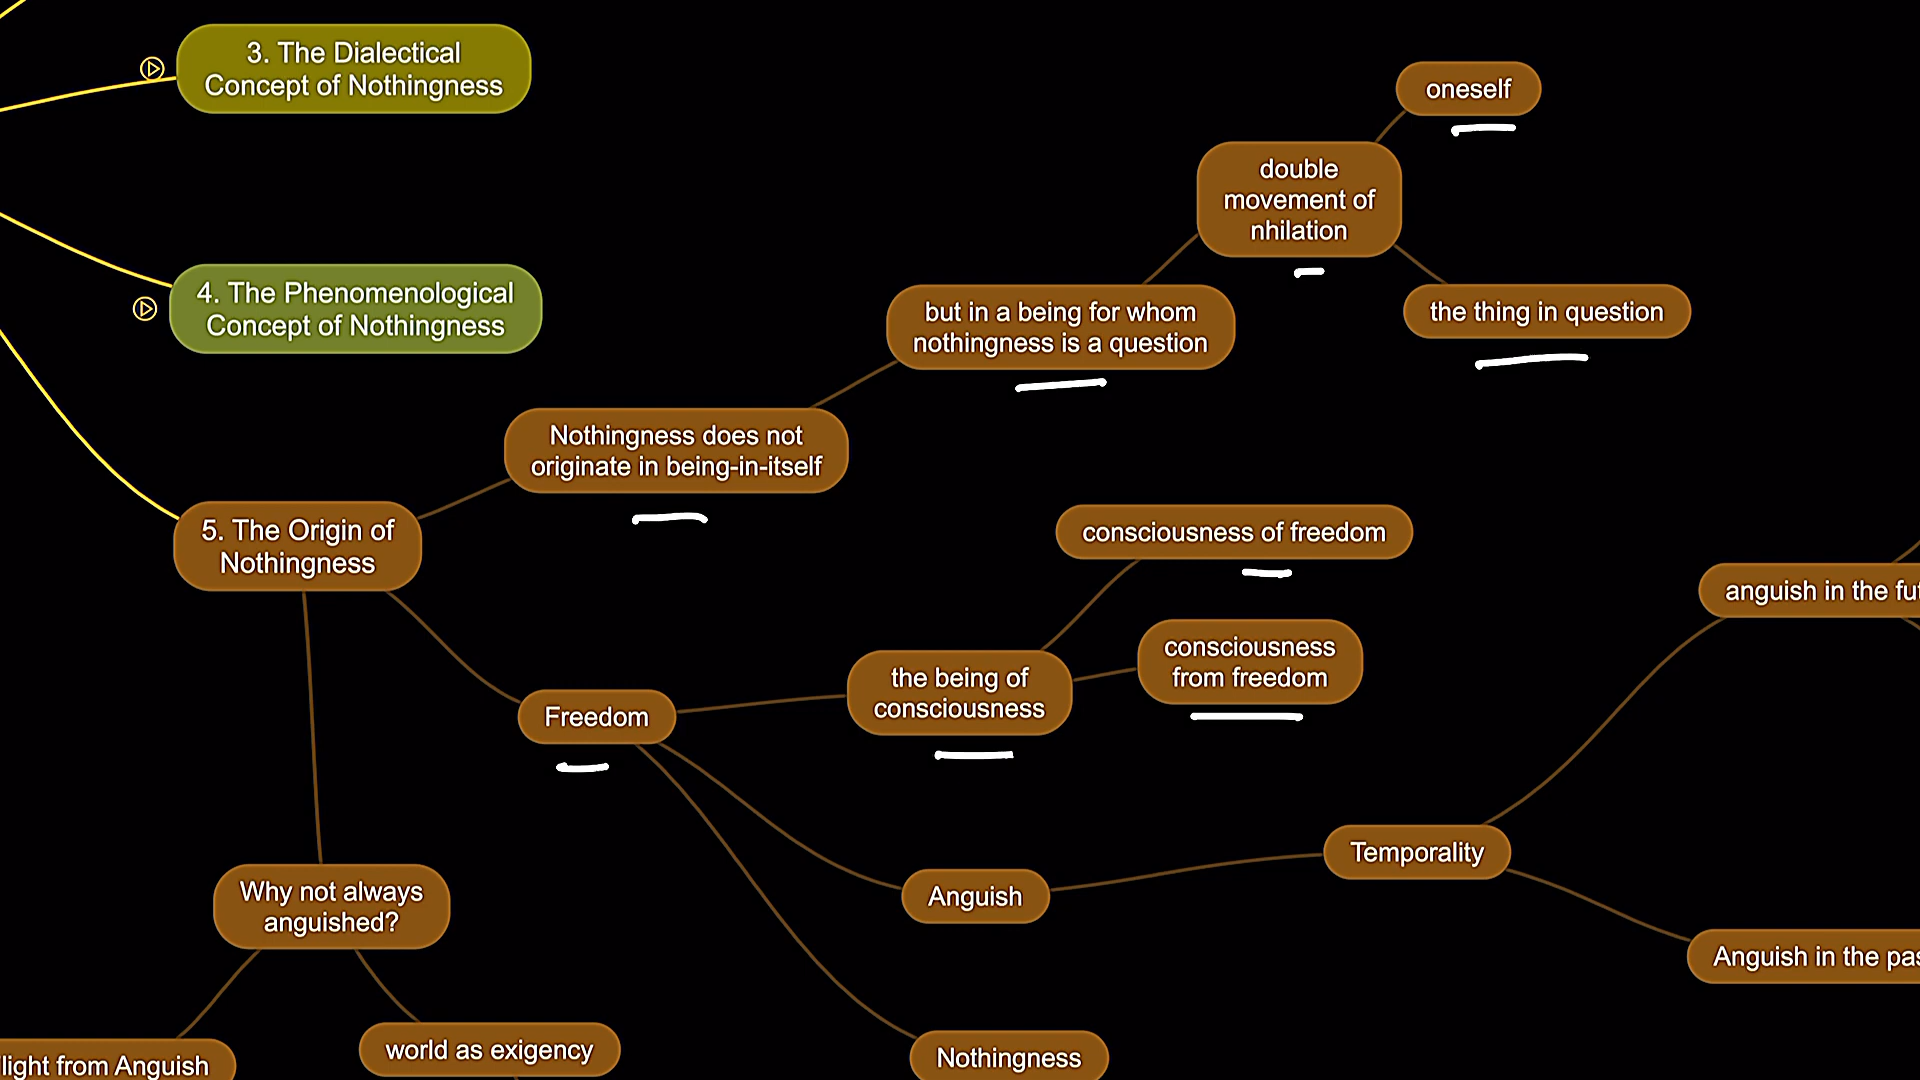 3. The Dialectical
Concept of Nothingness
oneself
double
movement of
nhilation
4. The Phenomenological
Concept of Nothingness
but in a being for whom
nothingness is a question
the thing in question
Nothingness does not
originate in being-in-itself
5. The Origin of
Nothingness
consciousness of freedom
anguish in the fut
consciousness
from freedom
the being of
consciousness
Freedom
Temporality
Why not always
anguished?
Anguish
Anguish in the pas
world as exigency
Nothingness
light from Anguish